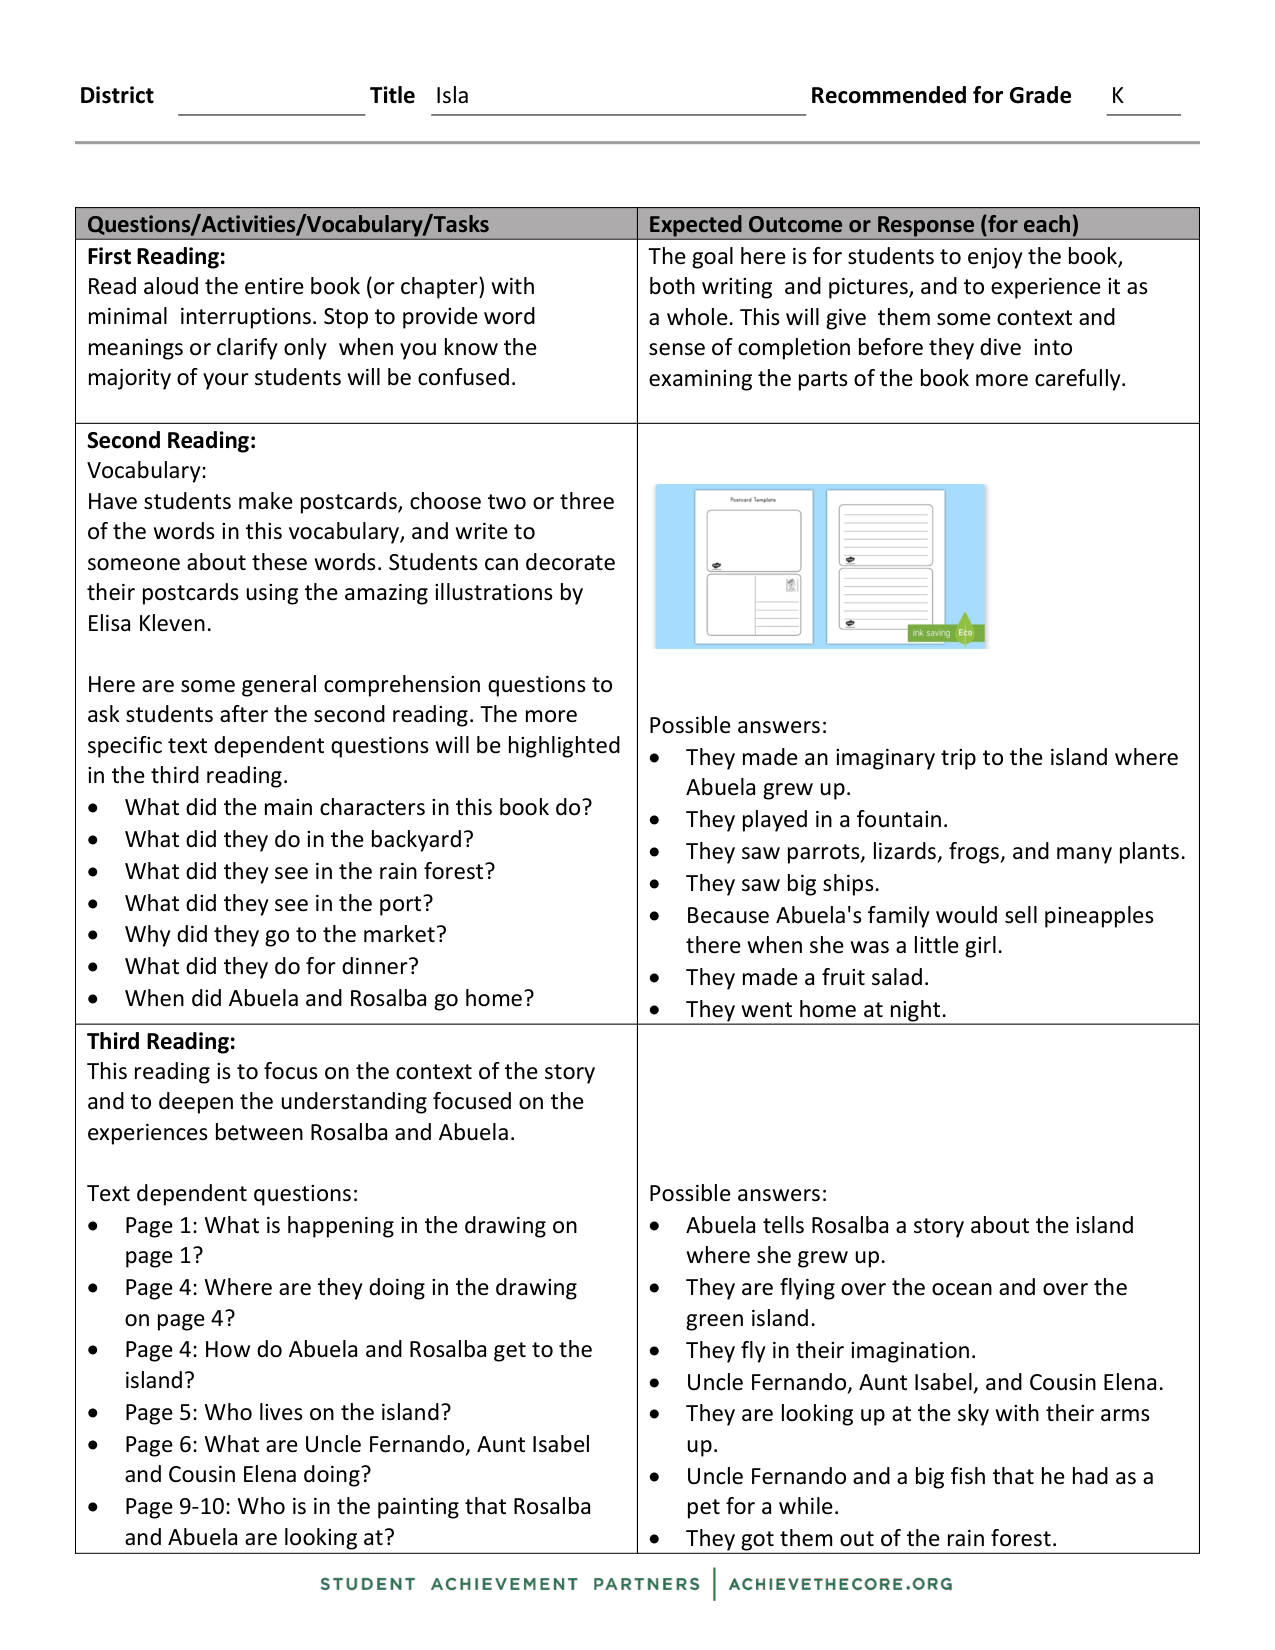 District Title Isla Recommended for Grade K
Questions/Activities/Vocabulary/Tasks
Expected Outcome or Response (for each)
First Reading:
Read aloud the entire book (or chapter) with
minimal  interruptions. Stop to provide word
meanings or clarify only  when you know the
majority of your students will be confused.
The goal here is for students to enjoy the book,
both writing  and pictures, and to experience it as
a whole. This will give  them some context and
sense of completion before they dive  into
examining the parts of the book more carefully.
Second Reading:
Vocabulary:
Have students make postcards, choose two or three
of the words in this vocabulary, and write to
someone about these words. Students can decorate
their postcards using the amazing illustrations by
Elisa Kleven.
Here are some general comprehension questions to
ask students after the second reading. The more
specific text dependent questions will be highlighted
in the third reading.
• What did the main characters in this book do?
• What did they do in the backyard?
• What did they see in the rain forest?
• What did they see in the port?
• Why did they go to the market?
• What did they do for dinner?
• When did Abuela and Rosalba go home?
Postcard Template
ink saving Eco
Possible answers:
• They made an imaginary trip to the island where
Abuela grew up.
• They played in a fountain.
• They saw parrots, lizards, frogs, and many plants.
• They saw big ships.
• Because Abuela's family would sell pineapples
there when she was a little girl.
• They made a fruit salad.
• They went home at night.
Third Reading:
This reading is to focus on the context of the story
and to deepen the understanding focused on the
experiences between Rosalba and Abuela.
Text dependent questions:
• Page 1: What is happening in the drawing on
page 1?
• Page 4: Where are they doing in the drawing
on page 4?
• Page 4: How do Abuela and Rosalba get to the
island?
• Page 5: Who lives on the island?
• Page 6: What are Uncle Fernando, Aunt Isabel
and Cousin Elena doing?
• Page 9-10: Who is in the painting that Rosalba
and Abuela are looking at?
Possible answers:
• Abuela tells Rosalba a story about the island
where she grew up.
• They are flying over the ocean and over the
green island.
• They fly in their imagination.
• Uncle Fernando, Aunt Isabel, and Cousin Elena.
• They are looking up at the sky with their arms
up.
• Uncle Fernando and a big fish that he had as a
pet for a while.
• They got them out of the rain forest.
STUDENT ACHIEVEMENT PARTNERS | ACHIEVETHECORE.ORG